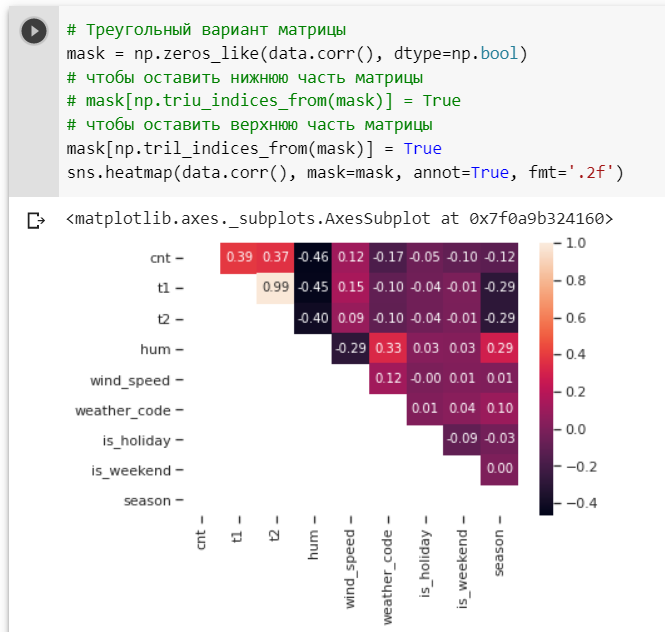 # Треугольный вариант матрицы
mask = np.zeros_like(data.corr(), dtype=np.bool)
# чтобы оставить нижнюю часть матрицы
# mask[np.triu_indices_from(mask)] = True
# чтобы оставить верхнюю часть матрицы
mask[np.tril_indices_from(mask)] = True
sns.heatmap(data.corr(), mask=mask, annot=True, fmt='.2f')
<matplotlib.axes._subplots.AxesSubplot at 0x7f0a9b324160>
cnt 0.39 0.37 -0.46 0.12 -0.17 -0.05 -0.10 -0.12
t1 0.99 -0.45 0.15 -0.10 -0.04 -0.01 -0.29
t2 -0.40 0.09 -0.10 -0.04 -0.01 -0.29
hum -0.29 0.33 0.03 0.03 0.29
wind_speed 0.12 -0.00 0.01 0.01
weather_code 0.01 0.04 0.10
is_holiday -0.09 -0.03
is_weekend 0.00
season
cnt
t1
t2
hum
wind_speed
weather_code
is_holiday
is_weekend
season
1.0
0.8
0.6
0.4
0.2
0.0
−0.2
−0.4